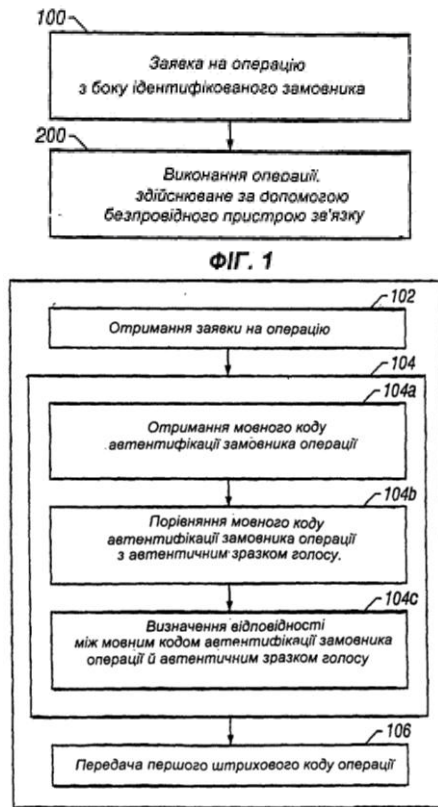 100
Заявка на операцію
з боку ідентифікованого замовника
200
Виконання операції,
здійснюване за допомогою
безпровідного пристрою зв'язку
ФІГ. 1
102
Отримання заявки на операцію
104
104a
Отримання мовного коду
автентифікації замовника операції
104b
Порівняння мовного коду
автентифікації замовника операції
з автентичним зразком голосу.
104c
Визначення відповідності
між мовним кодом автентифікації замовника
операції й автентичним зразком голосу
106
Передача першого штрихового коду операції